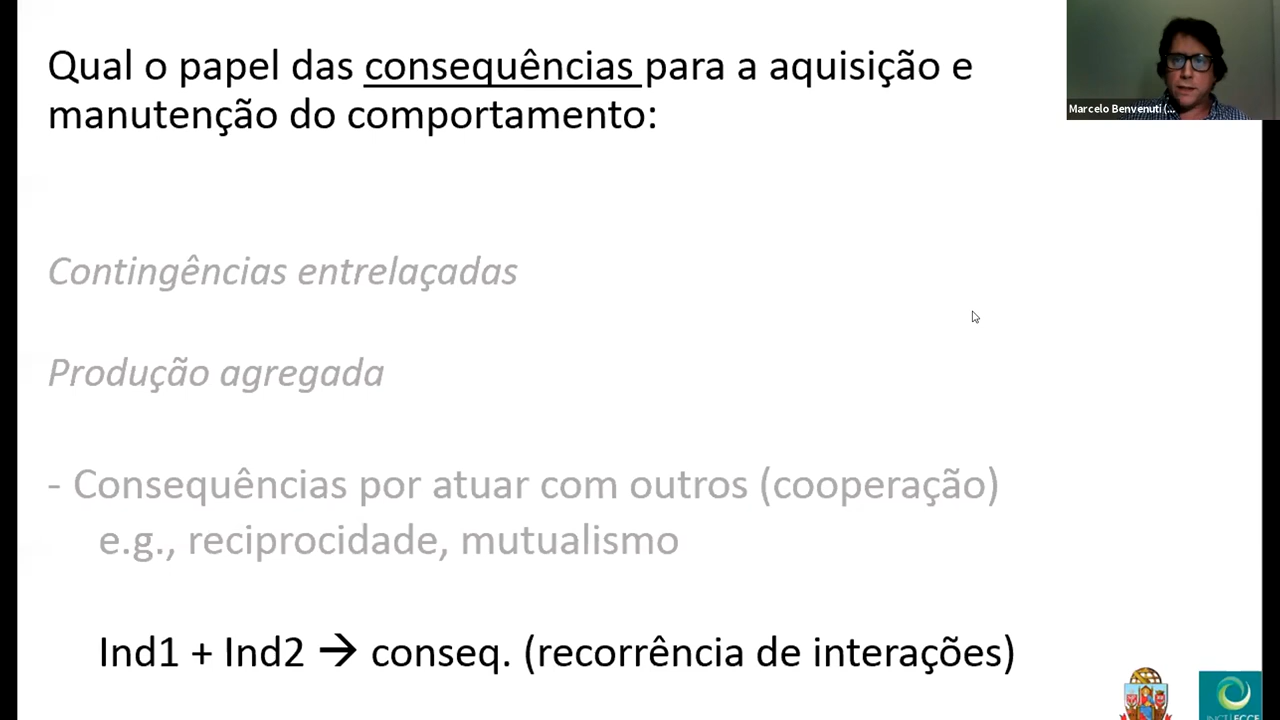 Qual o papel das consequências para a aquisição e
manutenção do comportamento:
Marcelo Benvenuti (...
Contingências entrelaçadas
Produção agregada
- Consequências por atuar com outros (cooperação)
e.g., reciprocidade, mutualismo
Ind1 + Ind2 → conseq. (recorrência de interações)